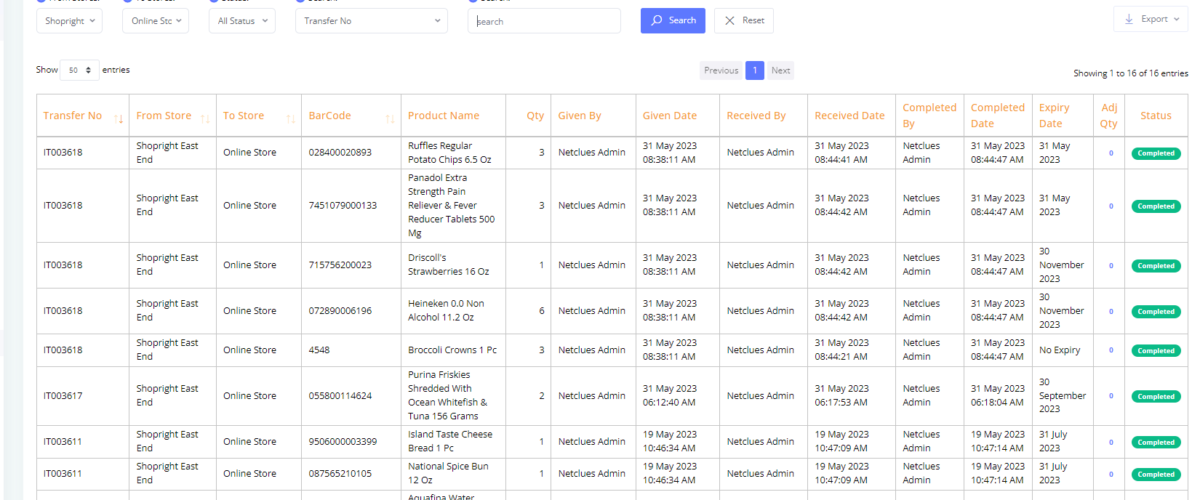 Shopright
Online Stc
All Status
Transfer No
search
Search
Reset
Export
Show 50 entries
Previous 1 Next
Showing 1 to 16 of 16 entries
Transfer No From Store To Store BarCode Product Name Qty Given By Given Date Received By Received Date Completed By Completed Date Expiry Date Adj Qty Status
IT003618 Shopright East End Online Store 028400020893 Ruffles Regular Potato Chips 6.5 Oz 3 Netclues Admin 31 May 2023 08:38:11 AM Netclues Admin 31 May 2023 08:44:41 AM Netclues Admin 31 May 2023 08:44:47 AM 31 May 2023 0 Completed
IT003618 Shopright East End Online Store 7451079000133 Panadol Extra Strength Pain Reliever & Fever Reducer Tablets 500 Mg 3 Netclues Admin 31 May 2023 08:38:11 AM Netclues Admin 31 May 2023 08:44:42 AM Netclues Admin 31 May 2023 08:44:47 AM 31 May 2023 0 Completed
IT003618 Shopright East End Online Store 715756200023 Driscoll's Strawberries 16 Oz 1 Netclues Admin 31 May 2023 08:38:11 AM Netclues Admin 31 May 2023 08:44:42 AM Netclues Admin 31 May 2023 08:44:47 AM 30 November 2023 0 Completed
IT003618 Shopright East End Online Store 072890006196 Heineken 0.0 Non Alcohol 11.2 Oz 6 Netclues Admin 31 May 2023 08:38:11 AM Netclues Admin 31 May 2023 08:44:42 AM Netclues Admin 31 May 2023 08:44:47 AM 30 November 2023 0 Completed
IT003618 Shopright East End Online Store 4548 Broccoli Crowns 1 Pc 3 Netclues Admin 31 May 2023 08:38:11 AM Netclues Admin 31 May 2023 08:44:21 AM Netclues Admin 31 May 2023 08:44:47 AM No Expiry 0 Completed
IT003617 Shopright East End Online Store 055800114624 Purina Friskies Shredded With Ocean Whitefish & Tuna 156 Grams 2 Netclues Admin 31 May 2023 06:12:40 AM Netclues Admin 31 May 2023 06:17:53 AM Netclues Admin 31 May 2023 06:18:04 AM 30 September 2023 0 Completed
IT003611 Shopright East End Online Store 9506000003399 Island Taste Cheese Bread 1 Pc 1 Netclues Admin 19 May 2023 10:46:34 AM Netclues Admin 19 May 2023 10:47:09 AM Netclues Admin 19 May 2023 10:47:14 AM 31 July 2023 0 Completed
IT003611 Shopright East End Online Store 087565210105 National Spice Bun 12 Oz 1 Netclues Admin 19 May 2023 10:46:34 AM Netclues Admin 19 May 2023 10:47:09 AM Netclues Admin 19 May 2023 10:47:14 AM 31 July 2023 0 Completed
Aquafina Water